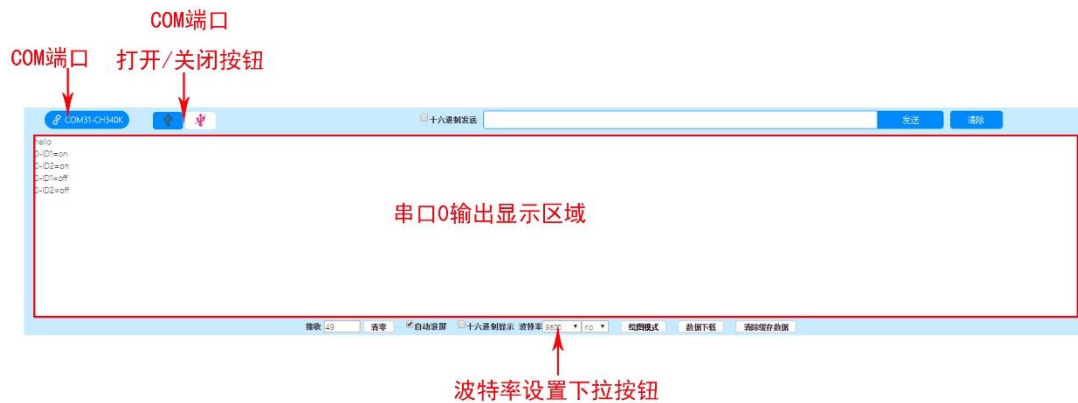 COM端口
COM端口 打开/关闭按钮
COM31-CH340K 十六进制发送 发送 清除
hello
0-ID1=on
0-ID2=on
0-ID1=off
0-ID2=off
串口0输出显示区域
接收 49 清零 自动滚屏 十六进制显示 波特率 9600 no 绘图模式 数据下载 清除缓存数据
波特率设置下拉按钮